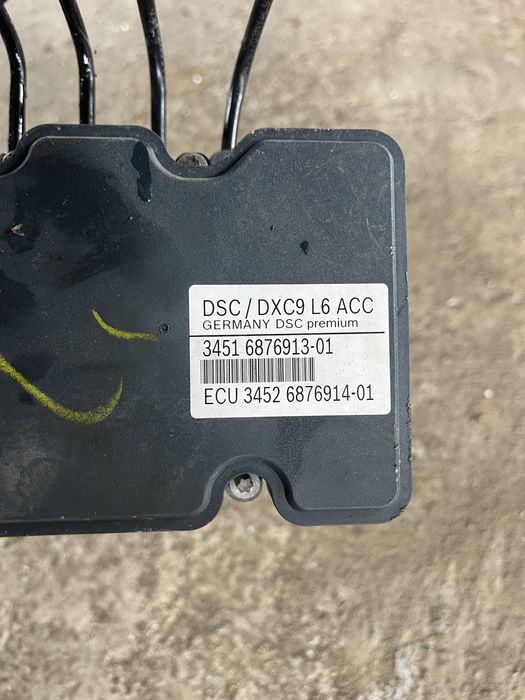 DSC / DXC9 L6 ACC
GERMANY DSC premium
3451 6876913-01
ECU 3452 6876914-01